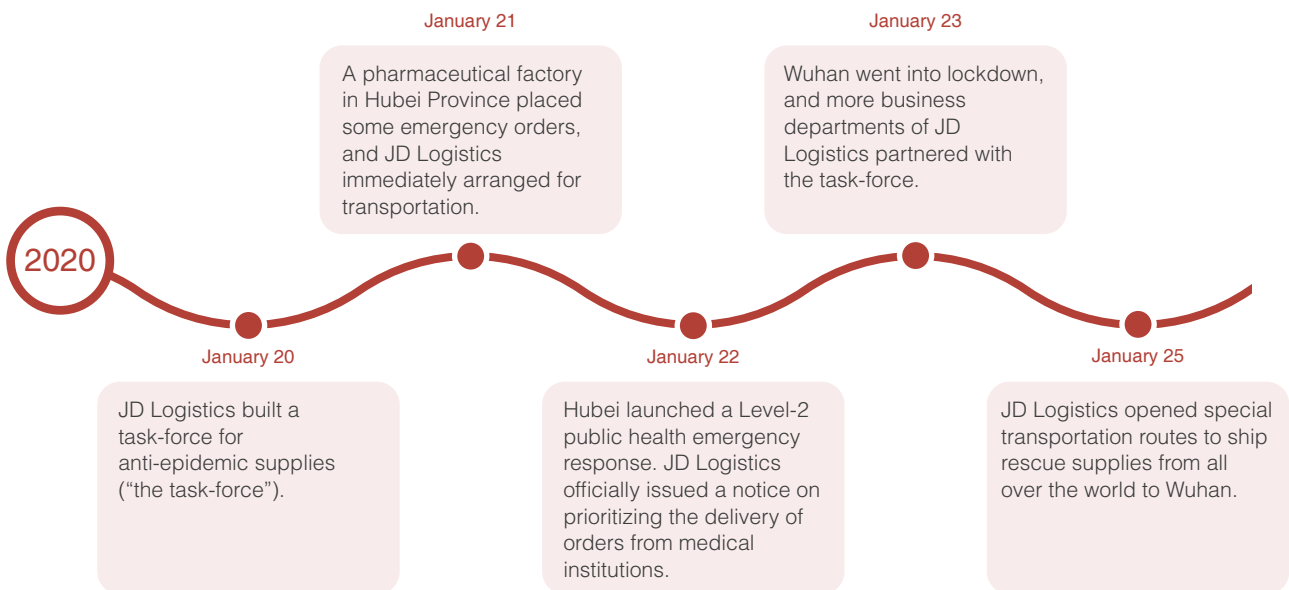 2020
January 20
JD Logistics built a
task-force for
anti-epidemic supplies
(“the task-force”).
January 21
A pharmaceutical factory
in Hubei Province placed
some emergency orders,
and JD Logistics
immediately arranged for
transportation.
January 22
Hubei launched a Level-2
public health emergency
response. JD Logistics
officially issued a notice on
prioritizing the delivery of
orders from medical
institutions.
January 23
Wuhan went into lockdown,
and more business
departments of JD
Logistics partnered with
the task-force.
January 25
JD Logistics opened special
transportation routes to ship
rescue supplies from all
over the world to Wuhan.